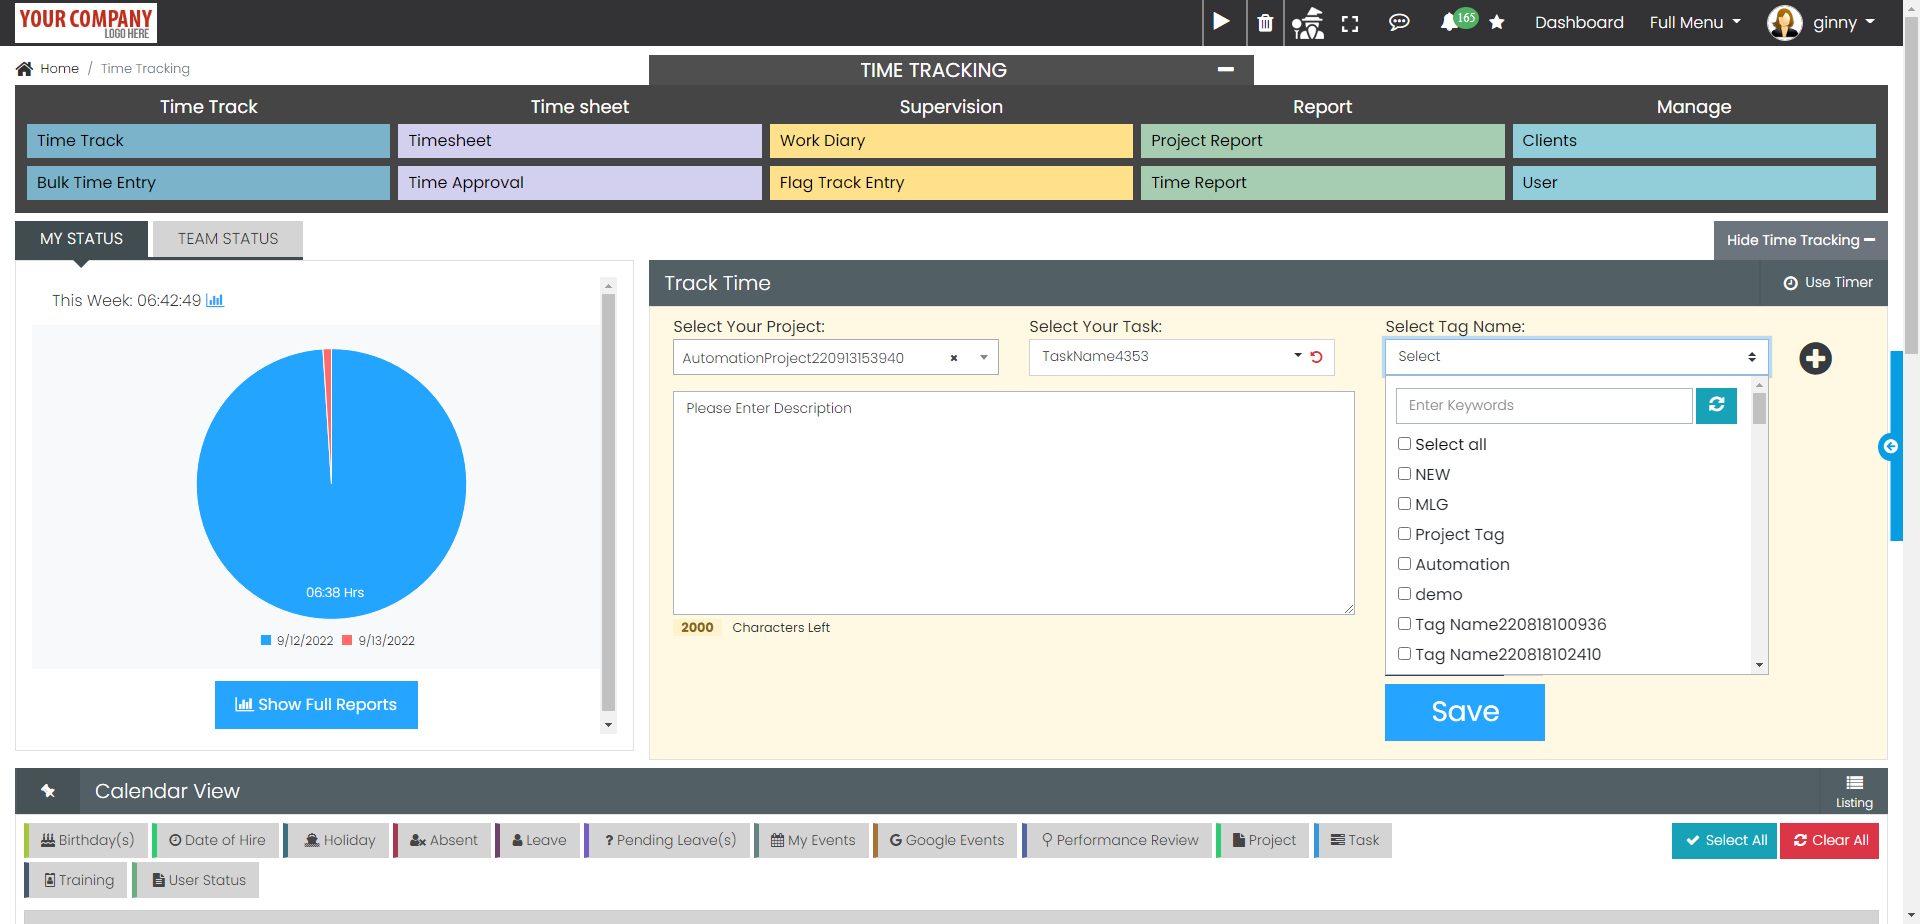 YOUR COMPANY
LOGO HERE
165
Dashboard
Full Menu
ginny
Home / Time Tracking
TIME TRACKING
Time Track
Time sheet
Supervision
Report
Manage
Time Track
Timesheet
Work Diary
Project Report
Clients
Bulk Time Entry
Time Approval
Flag Track Entry
Time Report
User
MY STATUS
TEAM STATUS
Hide Time Tracking
This Week: 06:42:49
06:38 Hrs
9/12/2022
9/13/2022
Show Full Reports
Track Time
Use Timer
Select Your Project:
Select Your Task:
Select Tag Name:
AutomationProject220913153940
TaskName4353
Select
Please Enter Description
Enter Keywords
Select all
NEW
MLG
Project Tag
Automation
demo
Tag Name220818100936
Tag Name220818102410
2000 Characters Left
Save
Calendar View
Listing
Birthday(s)
Date of Hire
Holiday
Absent
Leave
? Pending Leave(s)
My Events
G Google Events
Performance Review
Project
Task
Select All
Clear All
Training
User Status